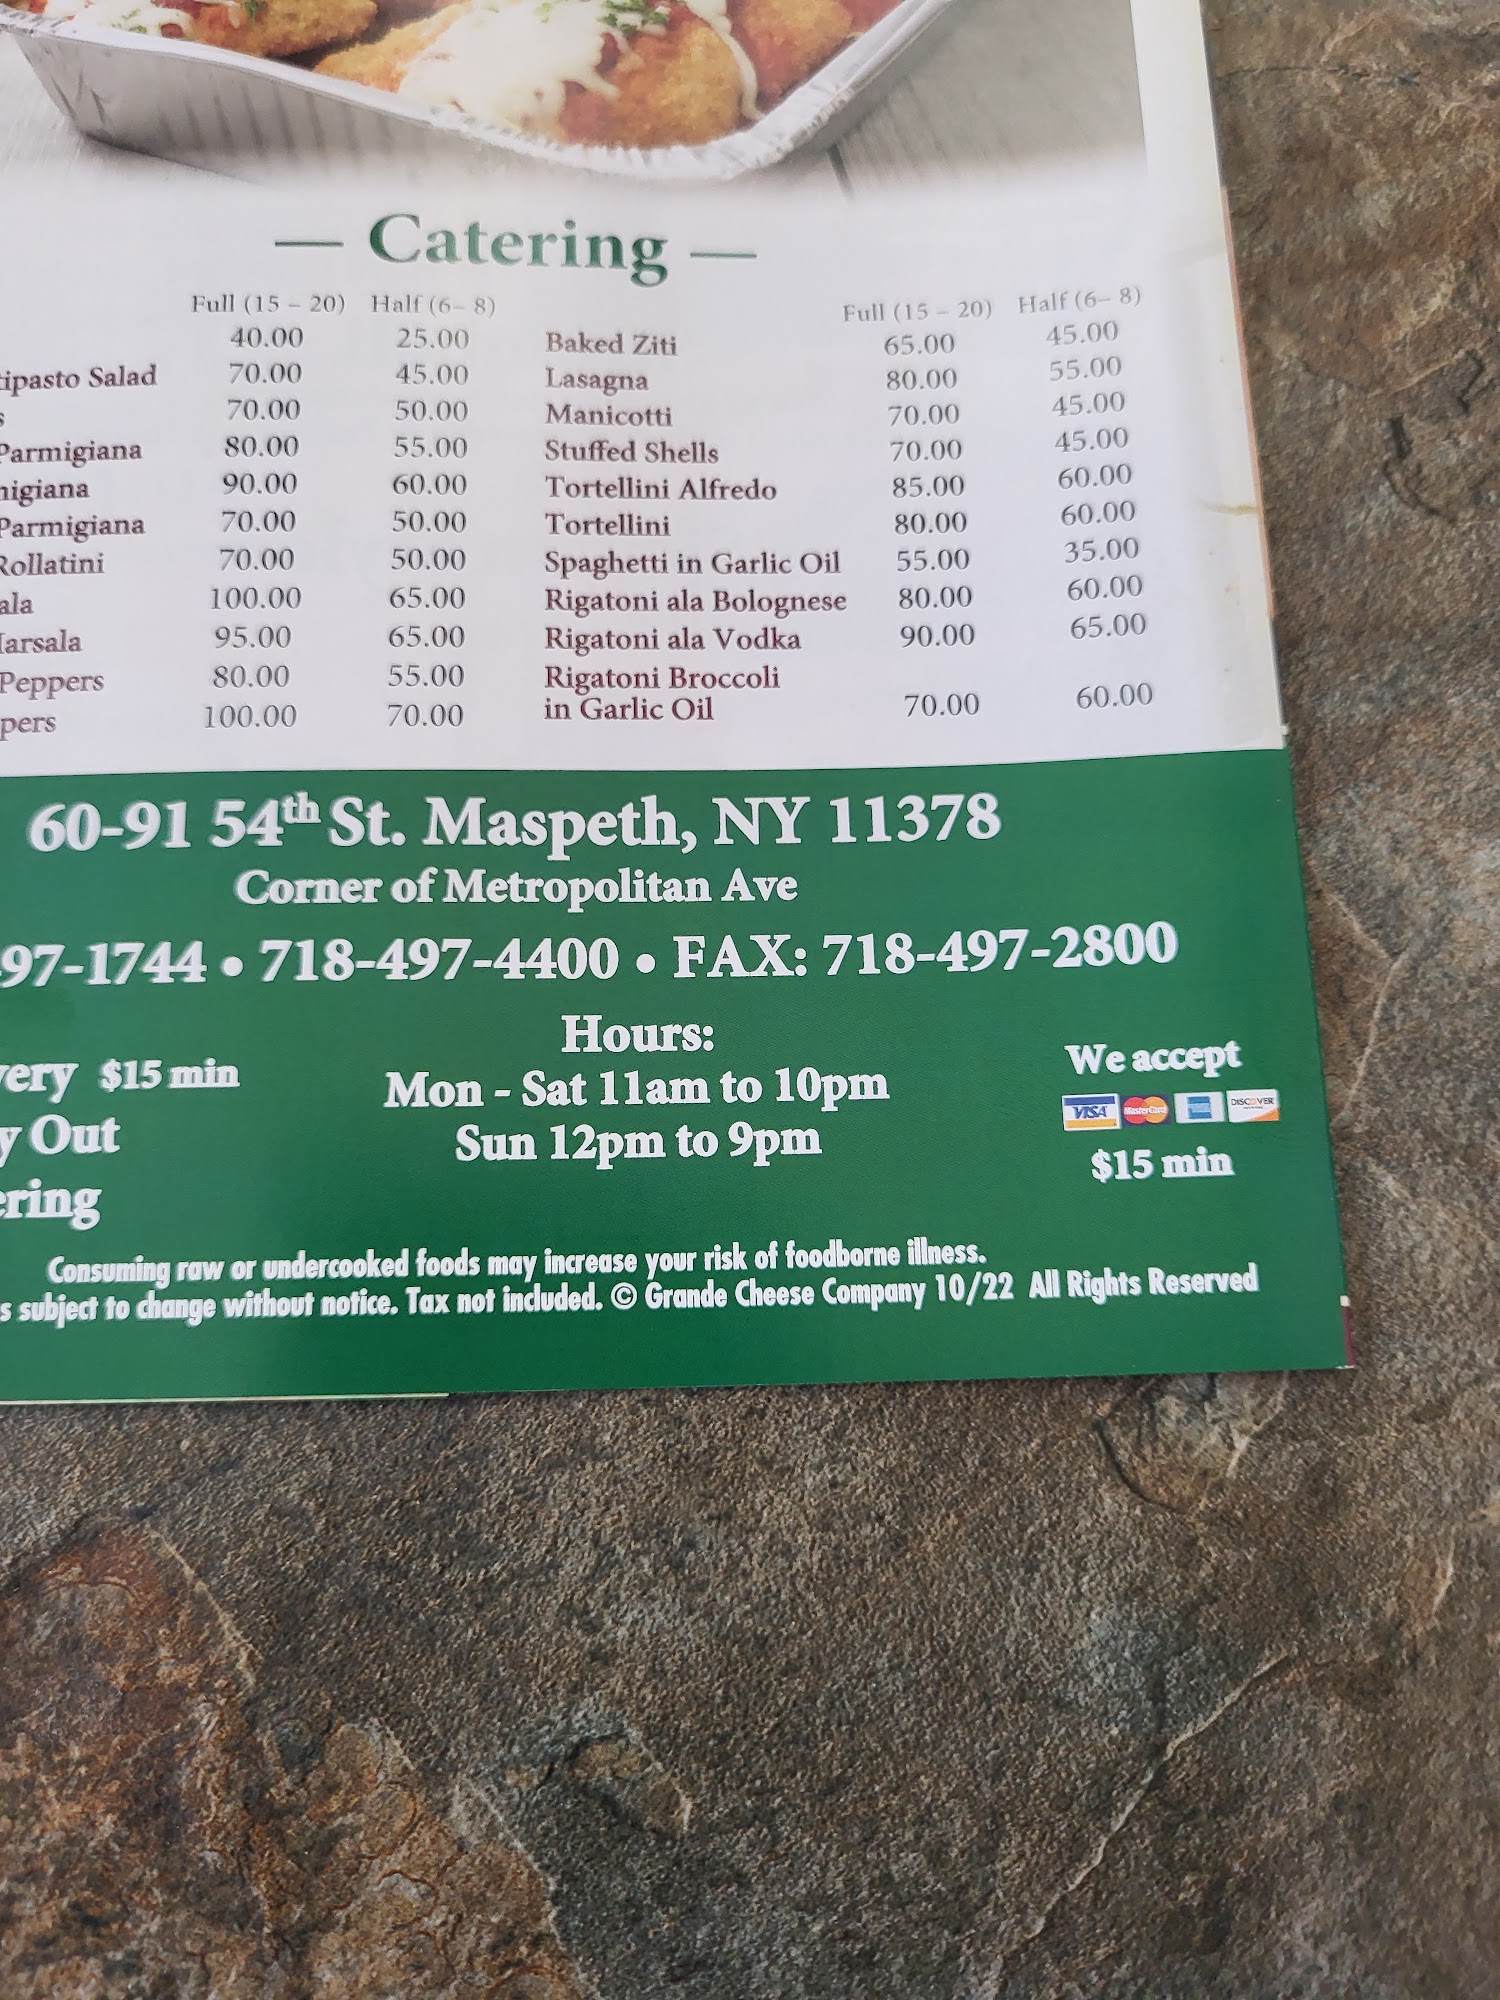 — Catering —
Full (15 – 20) Half (6– 8)
40.00 25.00
Salad 70.00 45.00
70.00 50.00
Parmigiana 80.00 55.00
90.00 60.00
Parmigiana 70.00 50.00
Rollatini 70.00 50.00
100.00 65.00
95.00 65.00
Peppers 80.00 55.00
100.00 70.00
Full (15 – 20) Half (6– 8)
Baked Ziti 65.00 45.00
Lasagna 80.00 55.00
Manicotti 70.00 45.00
Stuffed Shells 70.00 45.00
Tortellini Alfredo 85.00 60.00
Tortellini 80.00 60.00
Spaghetti in Garlic Oil 55.00 35.00
Rigatoni ala Bolognese 80.00 60.00
Rigatoni ala Vodka 90.00 65.00
Rigatoni Broccoli
in Garlic Oil 70.00 60.00
60-91 54th St. Maspeth, NY 11378
Corner of Metropolitan Ave
97-1744 • 718-497-4400 • FAX: 718-497-2800
$15 min
Out
Hours:
Mon - Sat 11am to 10pm
Sun 12pm to 9pm
We accept
VISA MasterCard DISCOVER
$15 min
Consuming raw or undercooked foods may increase your risk of foodborne illness.
subject to change without notice. Tax not included. © Grande Cheese Company 10/22 All Rights Reserved